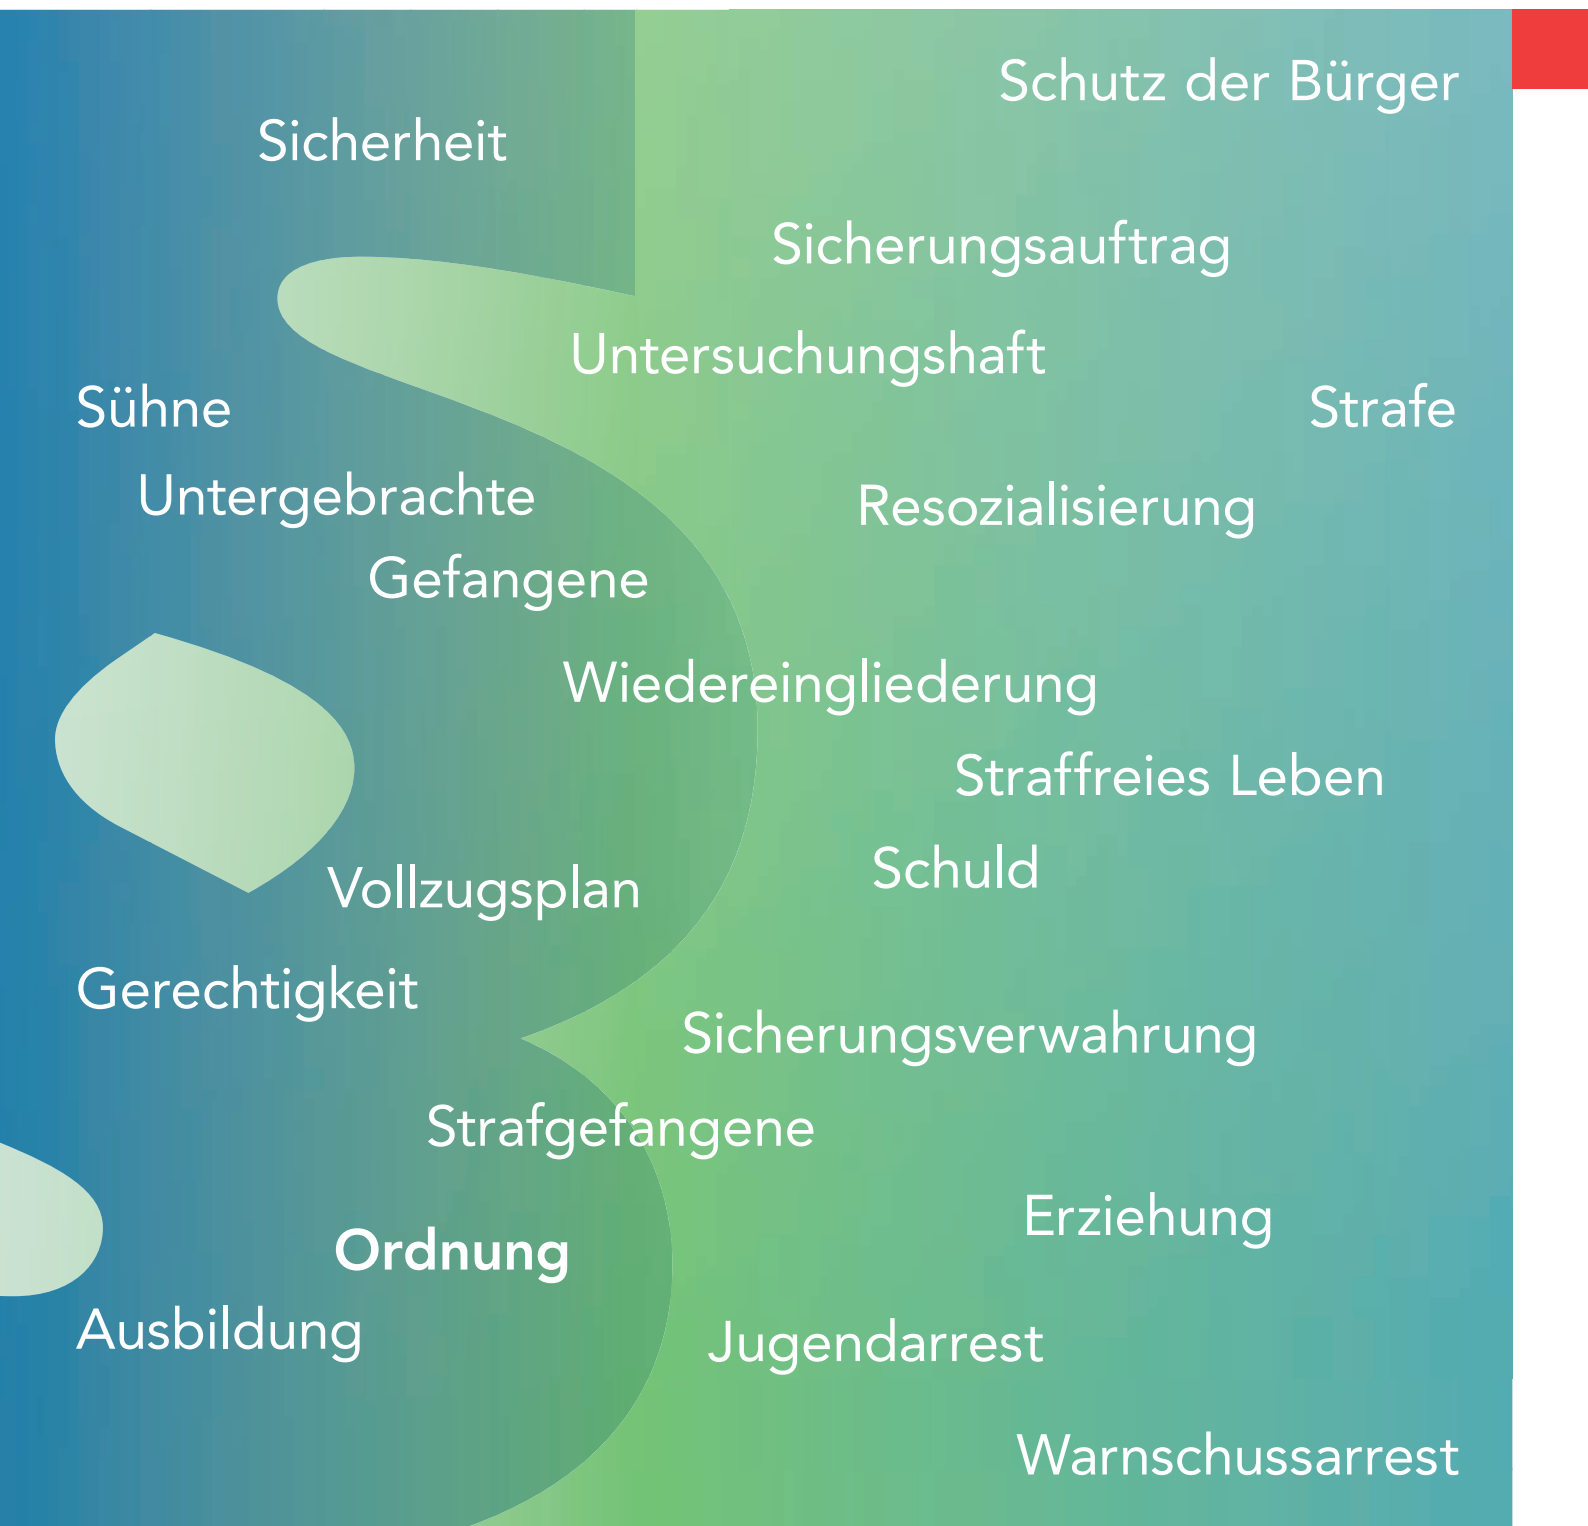 Schutz der Bürger
Sicherheit
Sicherungsauftrag
Untersuchungshaft
Sühne
Strafe
Untergebrachte
Resozialisierung
Gefangene
Wiedereingliederung
Straffreies Leben
Schuld
Vollzugsplan
Gerechtigkeit
Sicherungsverwahrung
Strafgefangene
Erziehung
Ordnung
Ausbildung
Jugendarrest
Warnschussarrest